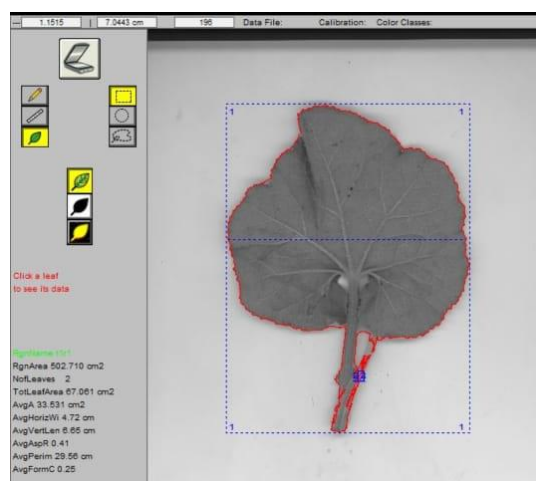 1.1515 7.0443 cm 196 Data File: Calibration: Color Classes:
1 1
Click a leaf
to see its data
RgnArea 502.710 cm2
NofLeaves 2
TotLeafArea 67.061 cm2
AvgA 33.531 cm2
AvgHorizWi 4.72 cm
AvgVertLen 6.65 cm
AvgAspR 0.41
AvgPerim 29.56 cm
AvgFormC 0.25
1 1